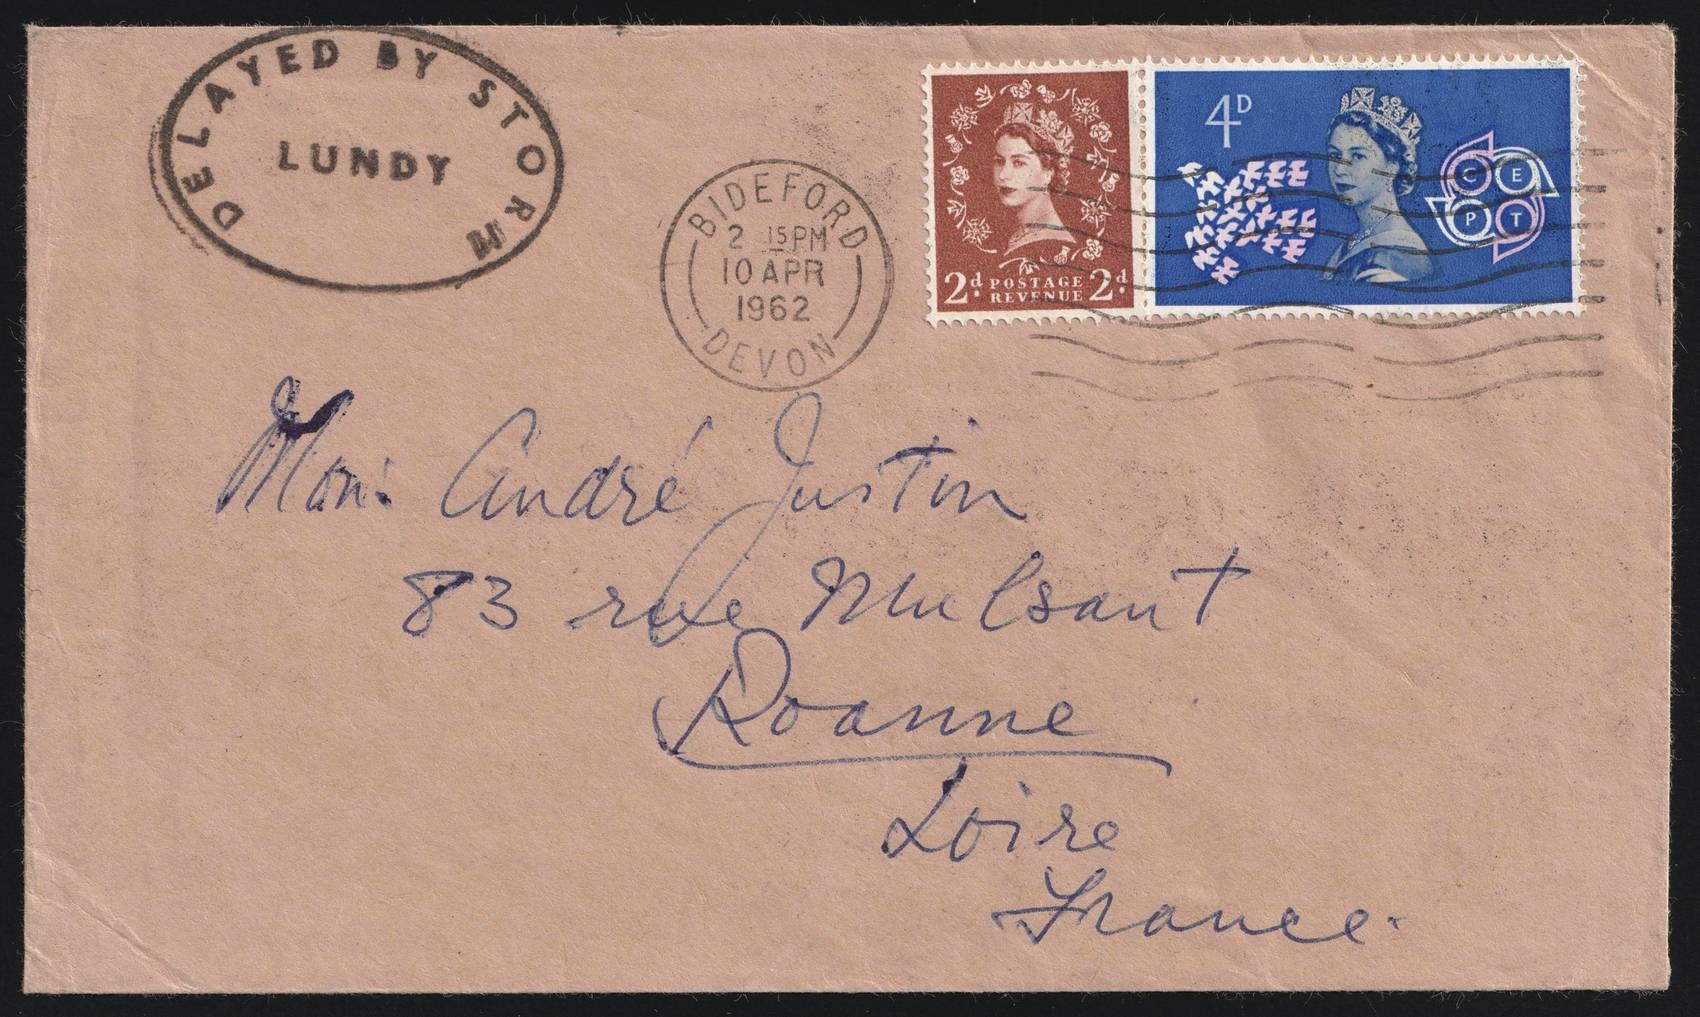 DELAYED BY STORM
LUNDY
BIDEFORD
2 15PM
10 APR
1962
DEVON
2d. POSTAGE REVENUE 2d.
4D
C E
P T
Mon: André Justin
83 rue Mulsant
Roanne
Loire
France.